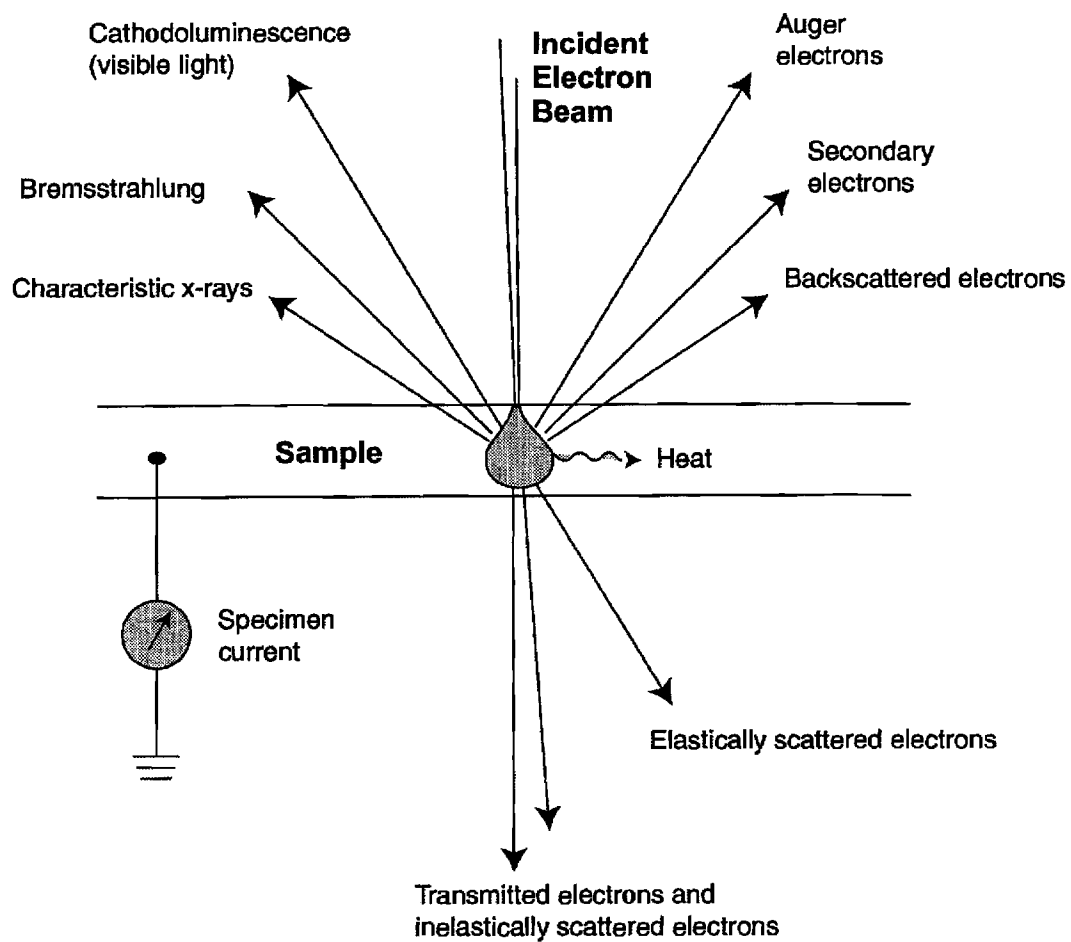 Cathodoluminescence
(visible light)
Incident
Electron
Beam
Auger
electrons
Bremsstrahlung
Secondary
electrons
Characteristic x-rays
Backscattered electrons
Sample
Heat
Specimen
current
Elastically scattered electrons
Transmitted electrons and
inelastically scattered electrons